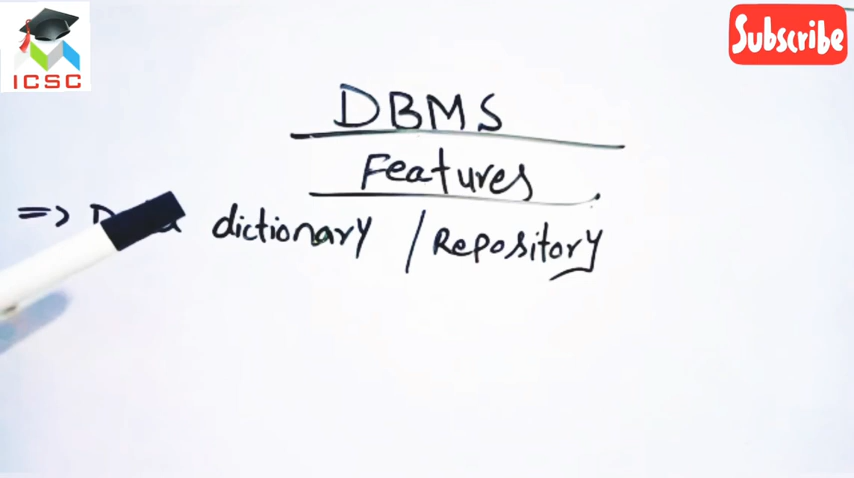 ICSC
Subscribe
DBMS
Features
=> dictionary / Repository